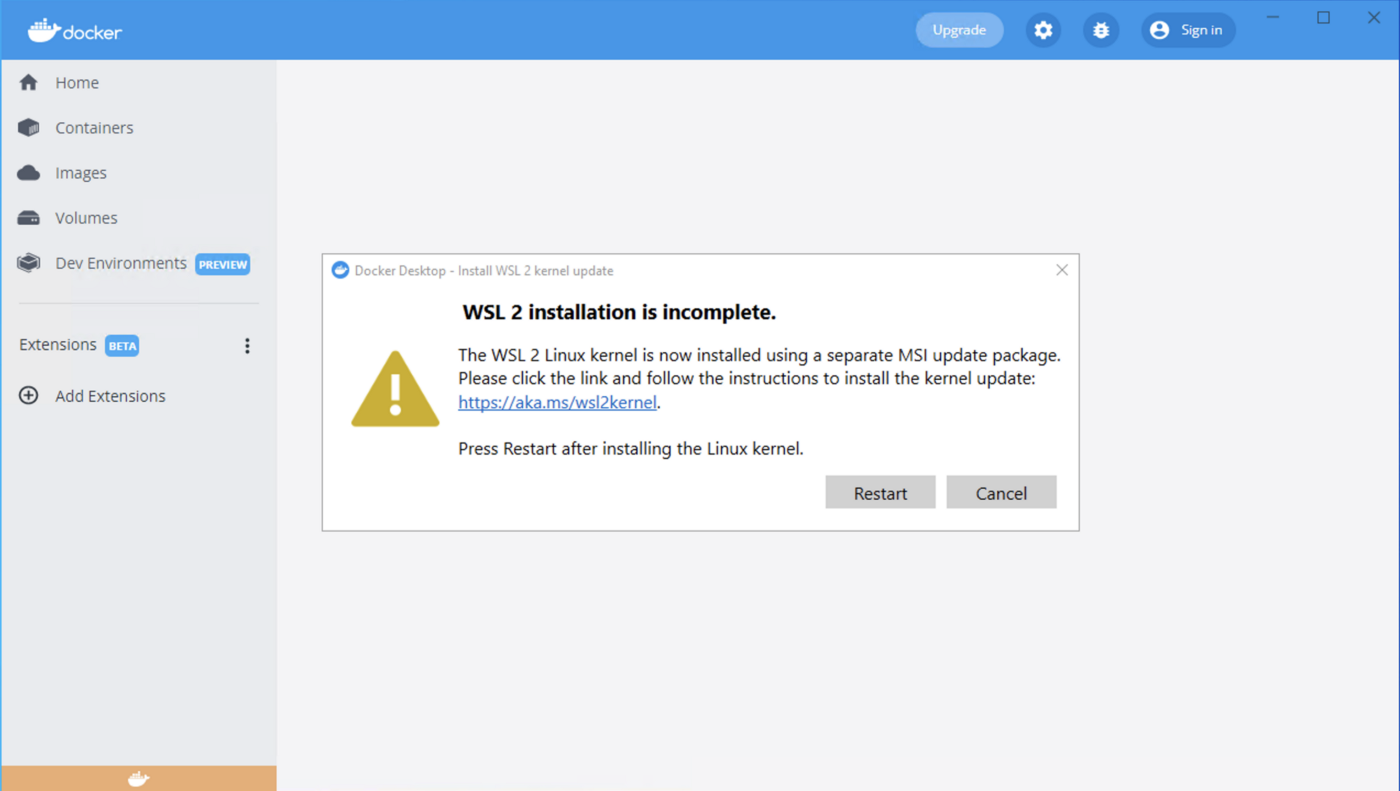 docker
Upgrade
Sign in
Home
Containers
Images
Volumes
Dev Environments PREVIEW
Extensions BETA
Add Extensions
Docker Desktop - Install WSL 2 kernel update
WSL 2 installation is incomplete.
The WSL 2 Linux kernel is now installed using a separate MSI update package.
Please click the link and follow the instructions to install the kernel update:
https://aka.ms/wsl2kernel.
Press Restart after installing the Linux kernel.
Restart
Cancel